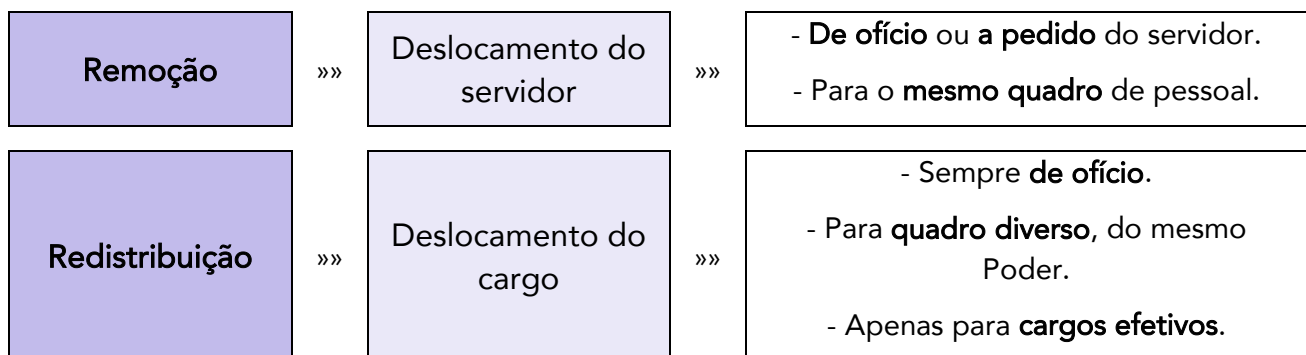 Remoção
»»
Deslocamento do
servidor
»»
- De ofício ou a pedido do servidor.
- Para o mesmo quadro de pessoal.
Redistribuição
»»
Deslocamento do
cargo
»»
- Sempre de ofício.
- Para quadro diverso, do mesmo
Poder.
- Apenas para cargos efetivos.